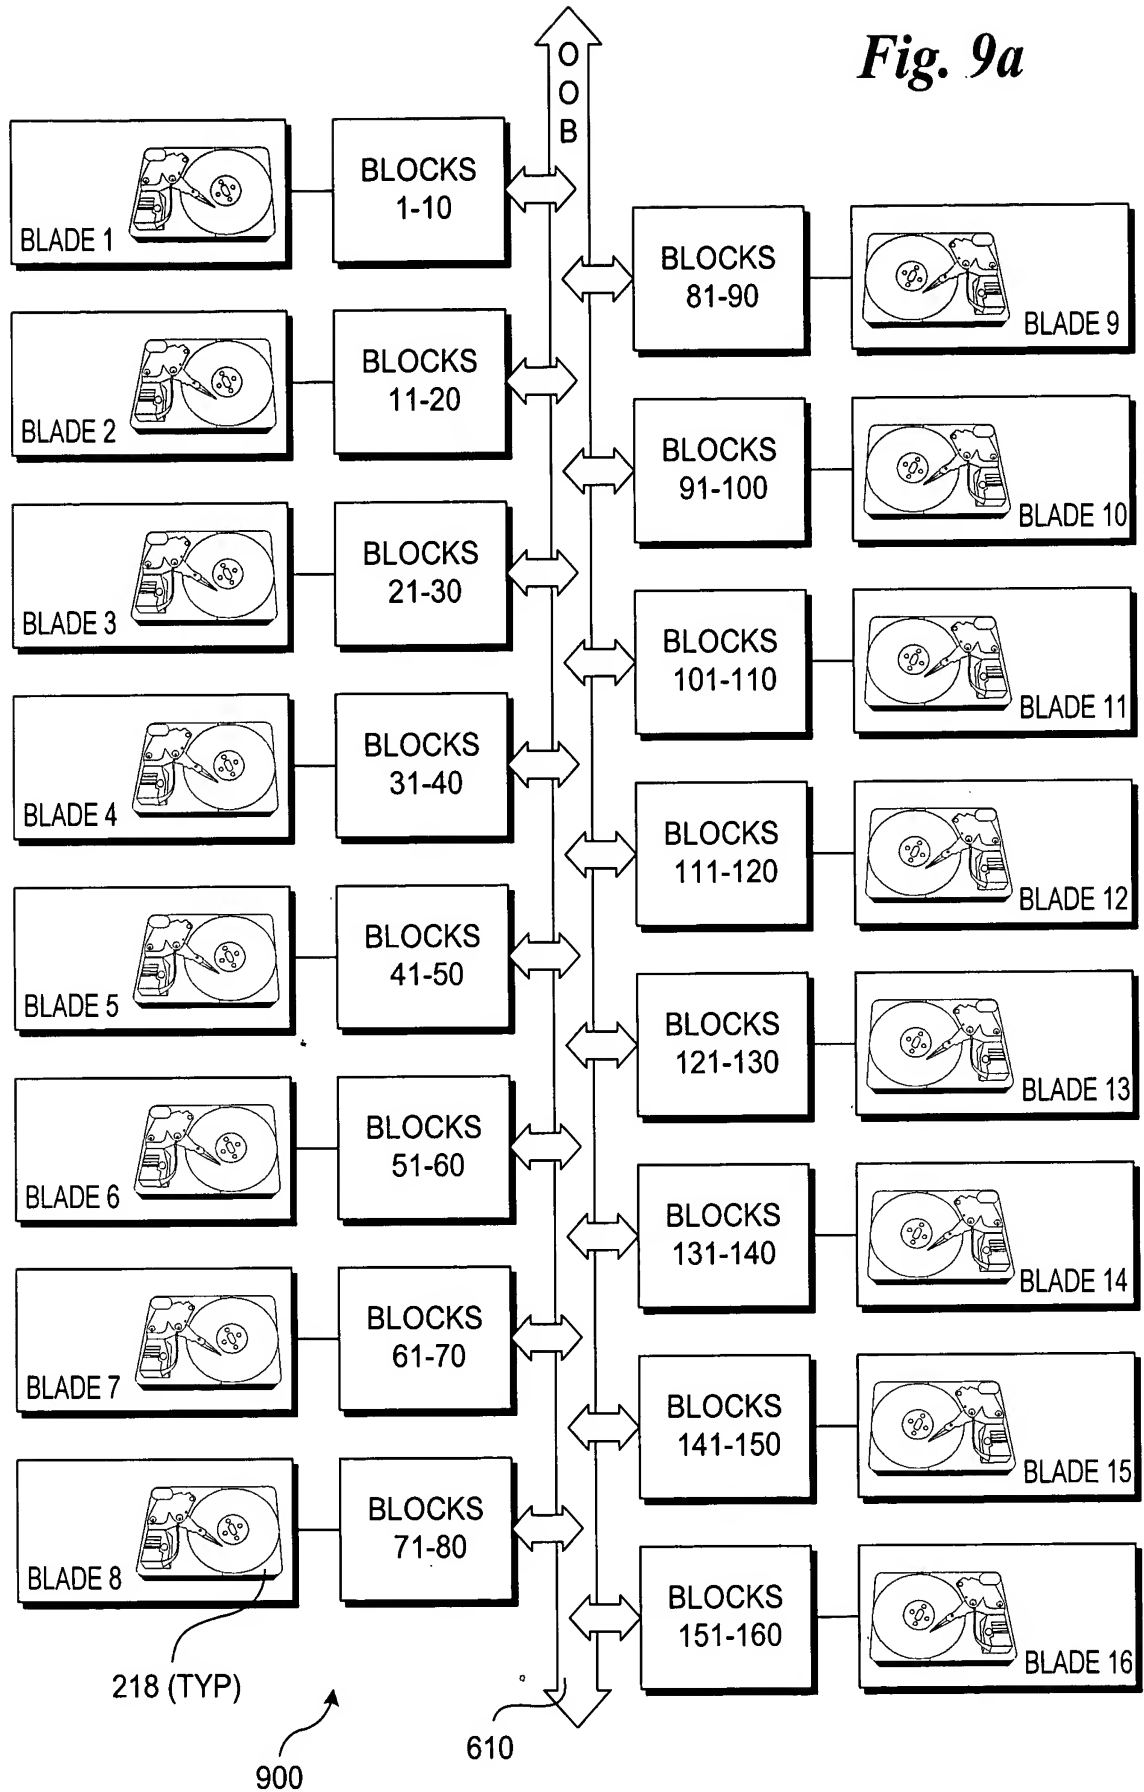 Fig. 9a
O
O
B
BLADE 1
BLOCKS
1-10
BLADE 2
BLOCKS
11-20
BLADE 3
BLOCKS
21-30
BLADE 4
BLOCKS
31-40
BLADE 5
BLOCKS
41-50
BLADE 6
BLOCKS
51-60
BLADE 7
BLOCKS
61-70
BLADE 8
BLOCKS
71-80
BLOCKS
81-90
BLADE 9
BLOCKS
91-100
BLADE 10
BLOCKS
101-110
BLADE 11
BLOCKS
111-120
BLADE 12
BLOCKS
121-130
BLADE 13
BLOCKS
131-140
BLADE 14
BLOCKS
141-150
BLADE 15
BLOCKS
151-160
BLADE 16
218 (TYP)
610
900